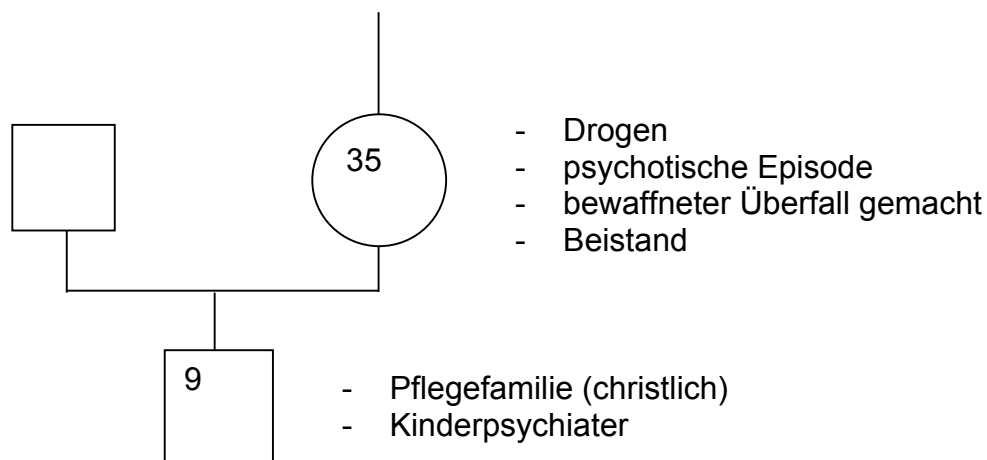 35
- Drogen
- psychotische Episode
- bewaffneter Überfall gemacht
- Beistand
9
- Pflegefamilie (christlich)
- Kinderpsychiater